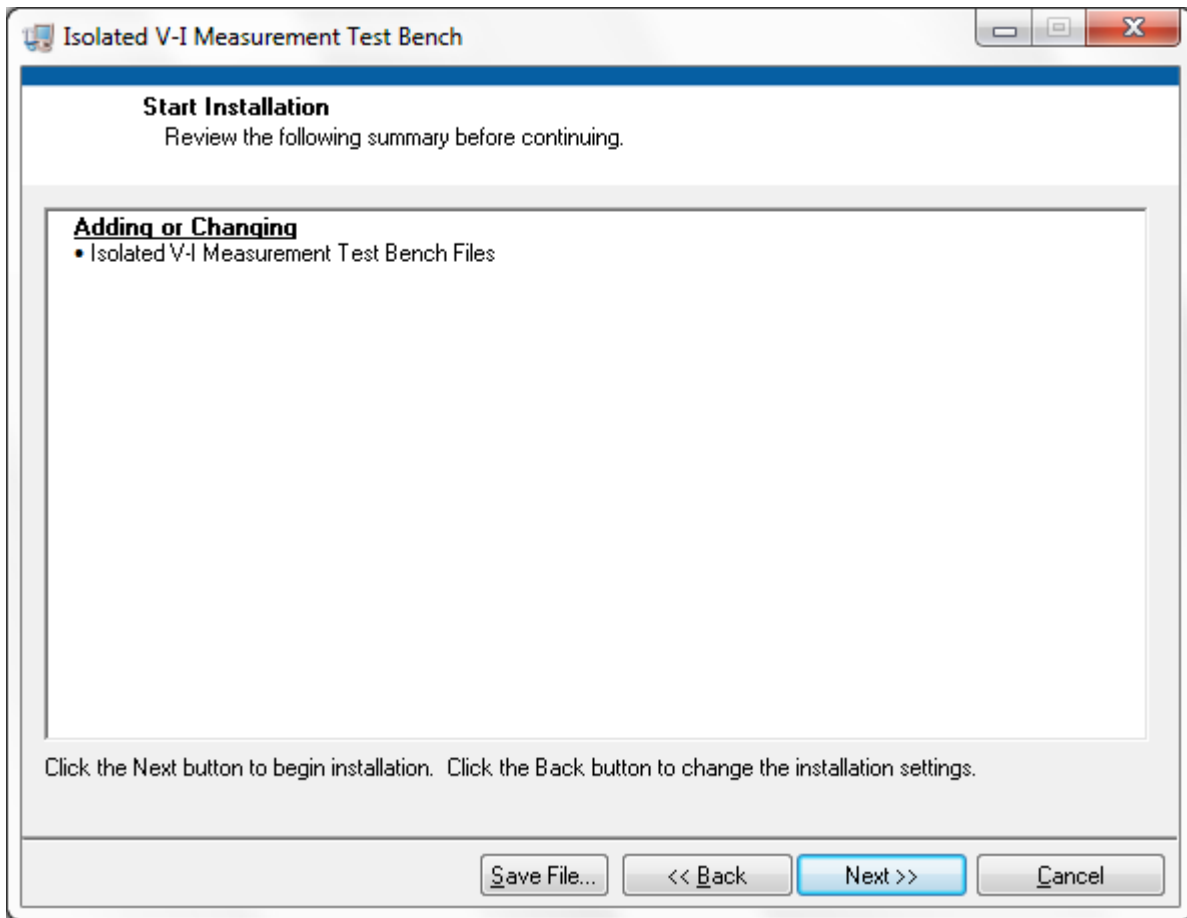 Isolated V-I Measurement Test Bench
Start Installation
Review the following summary before continuing.
Adding or Changing
• Isolated V-I Measurement Test Bench Files
Click the Next button to begin installation.  Click the Back button to change the installation settings.
Save File... << Back Next >> Cancel